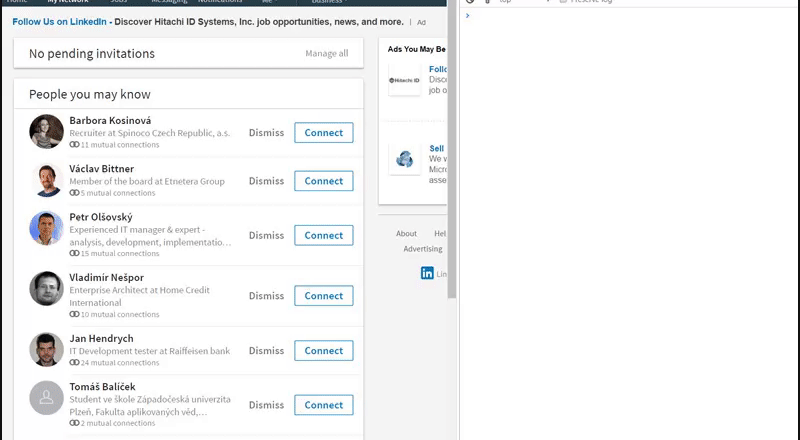 Home My Network Jobs Messaging Notifications Me Business
Follow Us on LinkedIn - Discover Hitachi ID Systems, Inc. job opportunities, news, and more. | Ad
No pending invitations Manage all
People you may know
Barbora Kosinová
Recruiter at Spinoco Czech Republic, a.s.
11 mutual connections
Dismiss Connect
Václav Bittner
Member of the board at Etnetera Group
5 mutual connections
Dismiss Connect
Petr Olšovský
Experienced IT manager & expert -
analysis, development, implementatio...
15 mutual connections
Dismiss Connect
Vladimír Nešpor
Enterprise Architect at Home Credit
International
10 mutual connections
Dismiss Connect
Jan Hendrych
IT Development tester at Raiffeisen bank
24 mutual connections
Dismiss Connect
Tomáš Balíček
Student ve škole Západočeská univerzita
Plzeň, Fakulta aplikovaných věd,...
2 mutual connections
Dismiss Connect
Ads You May Be
Hitachi ID
Follo
Disc
job o
Sell
We w
Micro
asse
About Hel
Advertising
in Lin
top Preserve log